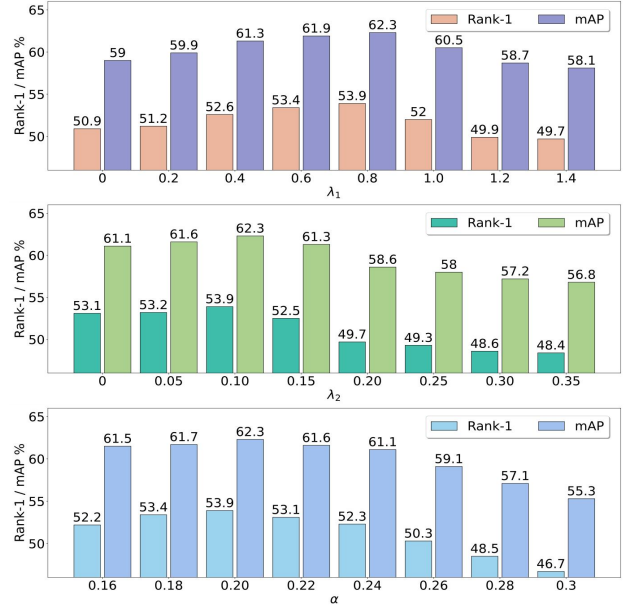 65
60
55
50
Rank-1 / mAP %
Rank-1 mAP
50.9 59 51.2 59.9 52.6 61.3 53.4 61.9 53.9 62.3 52 60.5 49.9 58.7 49.7 58.1
0 0.2 0.4 0.6 0.8 1.0 1.2 1.4
λ1
65
60
55
50
Rank-1 / mAP %
Rank-1 mAP
53.1 61.1 53.2 61.6 53.9 62.3 52.5 61.3 49.7 58.6 49.3 58 48.6 57.2 48.4 56.8
0 0.05 0.10 0.15 0.20 0.25 0.30 0.35
λ2
65
60
55
50
Rank-1 / mAP %
Rank-1 mAP
52.2 61.5 53.4 61.7 53.9 62.3 53.1 61.6 52.3 61.1 50.3 59.1 48.5 57.1 46.7 55.3
0.16 0.18 0.20 0.22 0.24 0.26 0.28 0.3
α